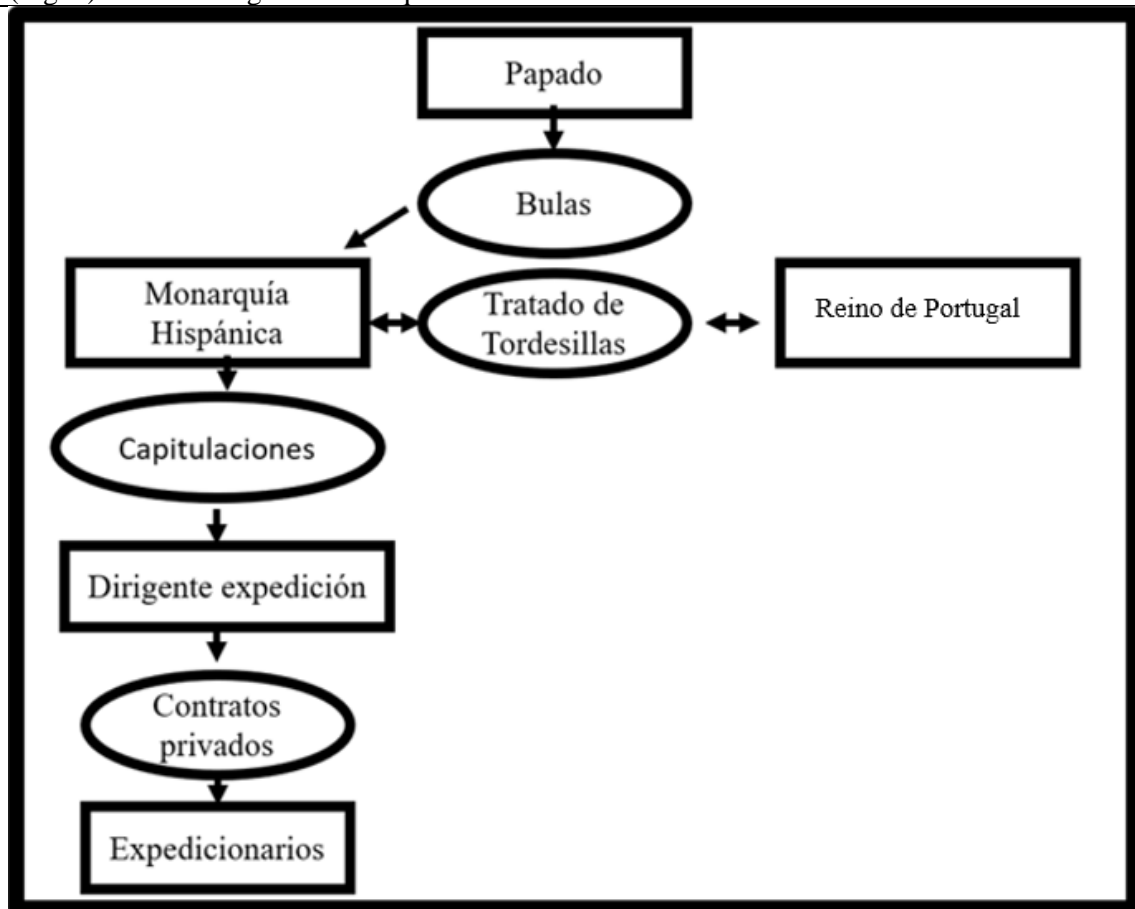 Papado
Bulas
Monarquía
Hispánica
Tratado de
Tordesillas
Reino de Portugal
Capitulaciones
Dirigente expedición
Contratos
privados
Expedicionarios